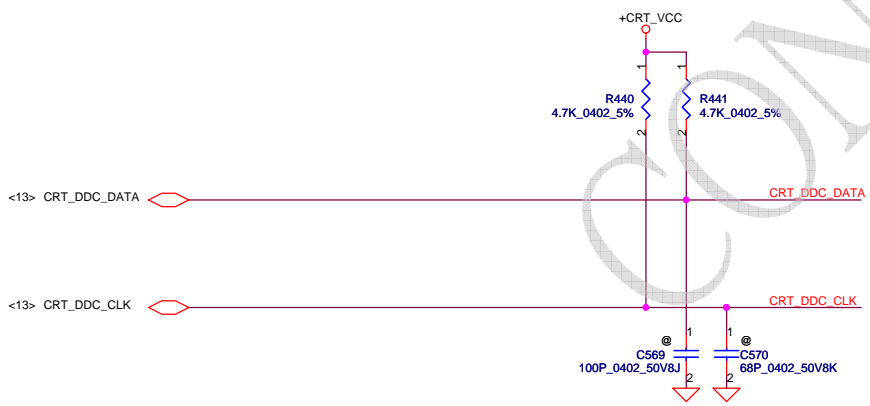 +CRT_VCC
1 1
R440 R441
4.7K_0402_5% 4.7K_0402_5%
2 2
<13> CRT_DDC_DATA CRT_DDC_DATA
<13> CRT_DDC_CLK CRT_DDC_CLK
1 1
@ @
C569 C570
100P_0402_50V8J 68P_0402_50V8K
2 2
CON